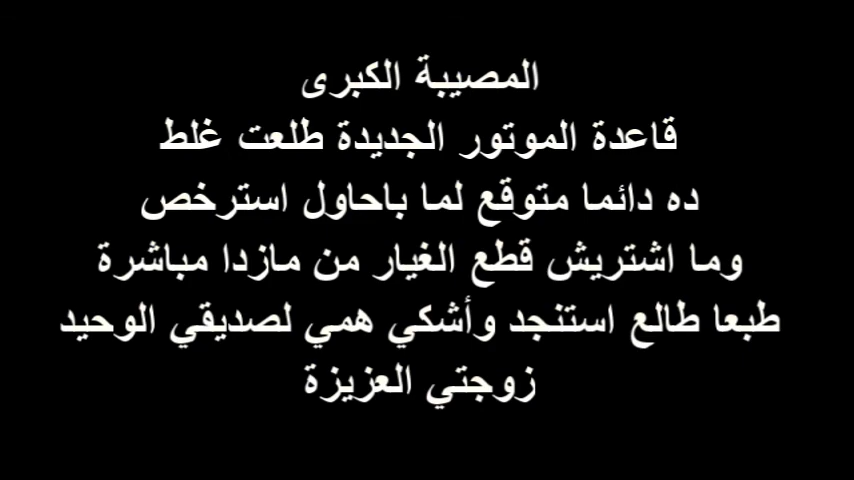 المصيبة الكبرى
قاعدة الموتور الجديدة طلعت غلط
ده دائما متوقع لما باحاول استرخص
وما اشتريش قطع الغيار من مازدا مباشرة
طبعا طالع استنجد وأشكي همي لصديقي الوحيد
زوجتي العزيزة